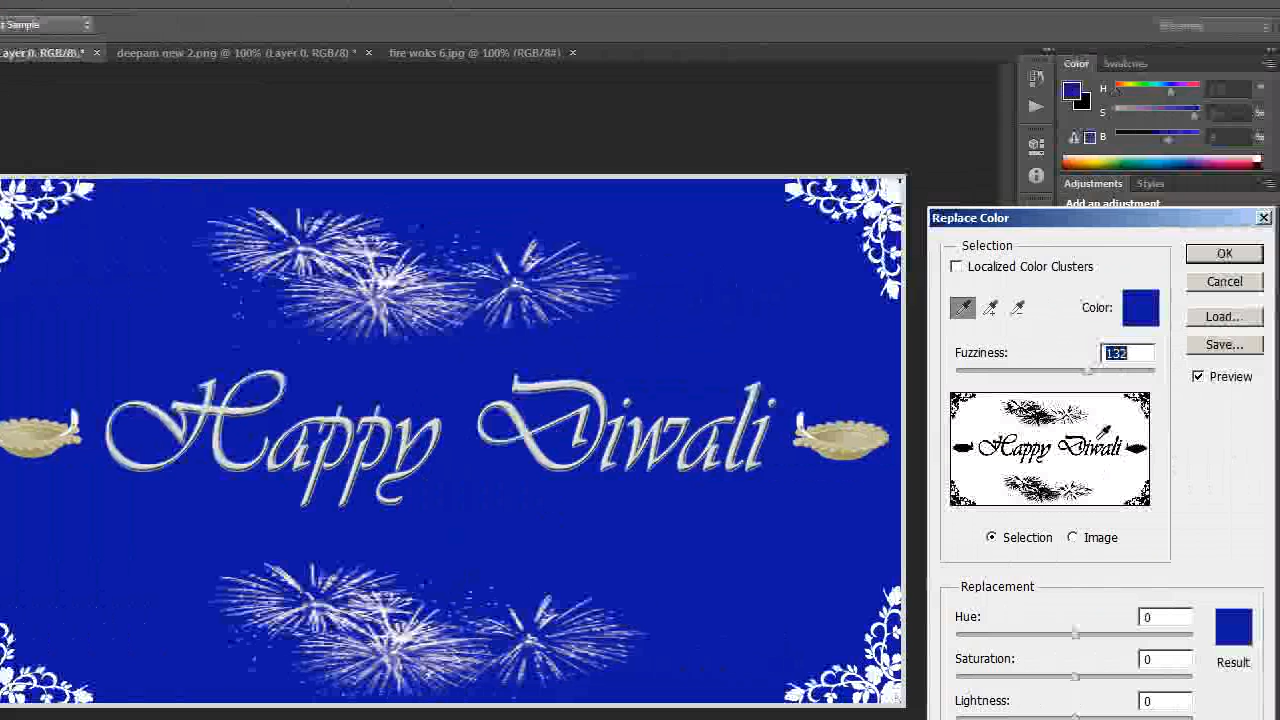 Sample
ayer 0, RGB/8) * × deepam new 2.png @ 100% (Layer 0, RGB/8) * × fire woks 6.jpg @ 100% (RGB/8#) ×
Color Swatches
H
S
B
Adjustments Styles
Add an adjustment
Replace Color
Selection
Localized Color Clusters
Color:
Fuzziness: 132
Selection Image
OK
Cancel
Load...
Save...
Preview
Replacement
Hue: 0
Saturation: 0
Lightness: 0
Result
Happy Diwali
Happy Diwali